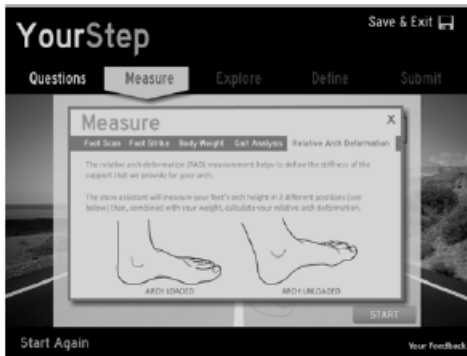 Save & Exit
YourStep
Questions Measure Explore Define Submit
Measure X
Foot Scan Foot Strike Body Weight Gait Analysis Relative Arch Deformation
The relative arch deformation (RAD) measurement helps to define the stiffness of the
support that we provide for your arch.
The store assistant will measure your foot's arch height in 2 different positions (see
below) then, combined with your weight, calculate your relative arch deformation.
ARCH LOADED ARCH UNLOADED
START
Start Again Your Feedback